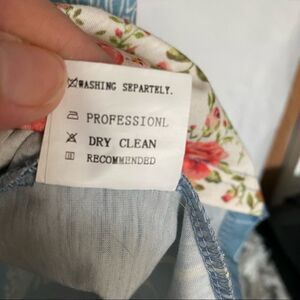 WASHING SEPARTELY.
PROFESSIONL
DRY CLEAN
RECOMMENDED